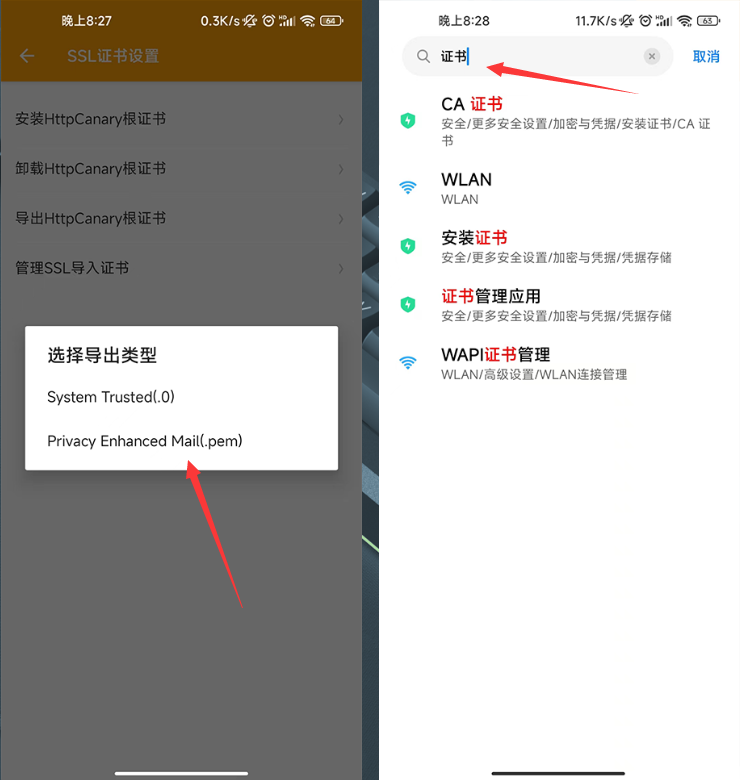 晚上8:27
0.3K/s
64
SSL证书设置
安装HttpCanary根证书
卸载HttpCanary根证书
导出HttpCanary根证书
管理SSL导入证书
选择导出类型
System Trusted(.0)
Privacy Enhanced Mail(.pem)
晚上8:28
11.7K/s
63
证书
取消
CA 证书
安全/更多安全设置/加密与凭据/安装证书/CA 证
书
WLAN
WLAN
安装证书
安全/更多安全设置/加密与凭据/凭据存储
证书管理应用
安全/更多安全设置/加密与凭据/凭据存储
WAPI证书管理
WLAN/高级设置/WLAN连接管理